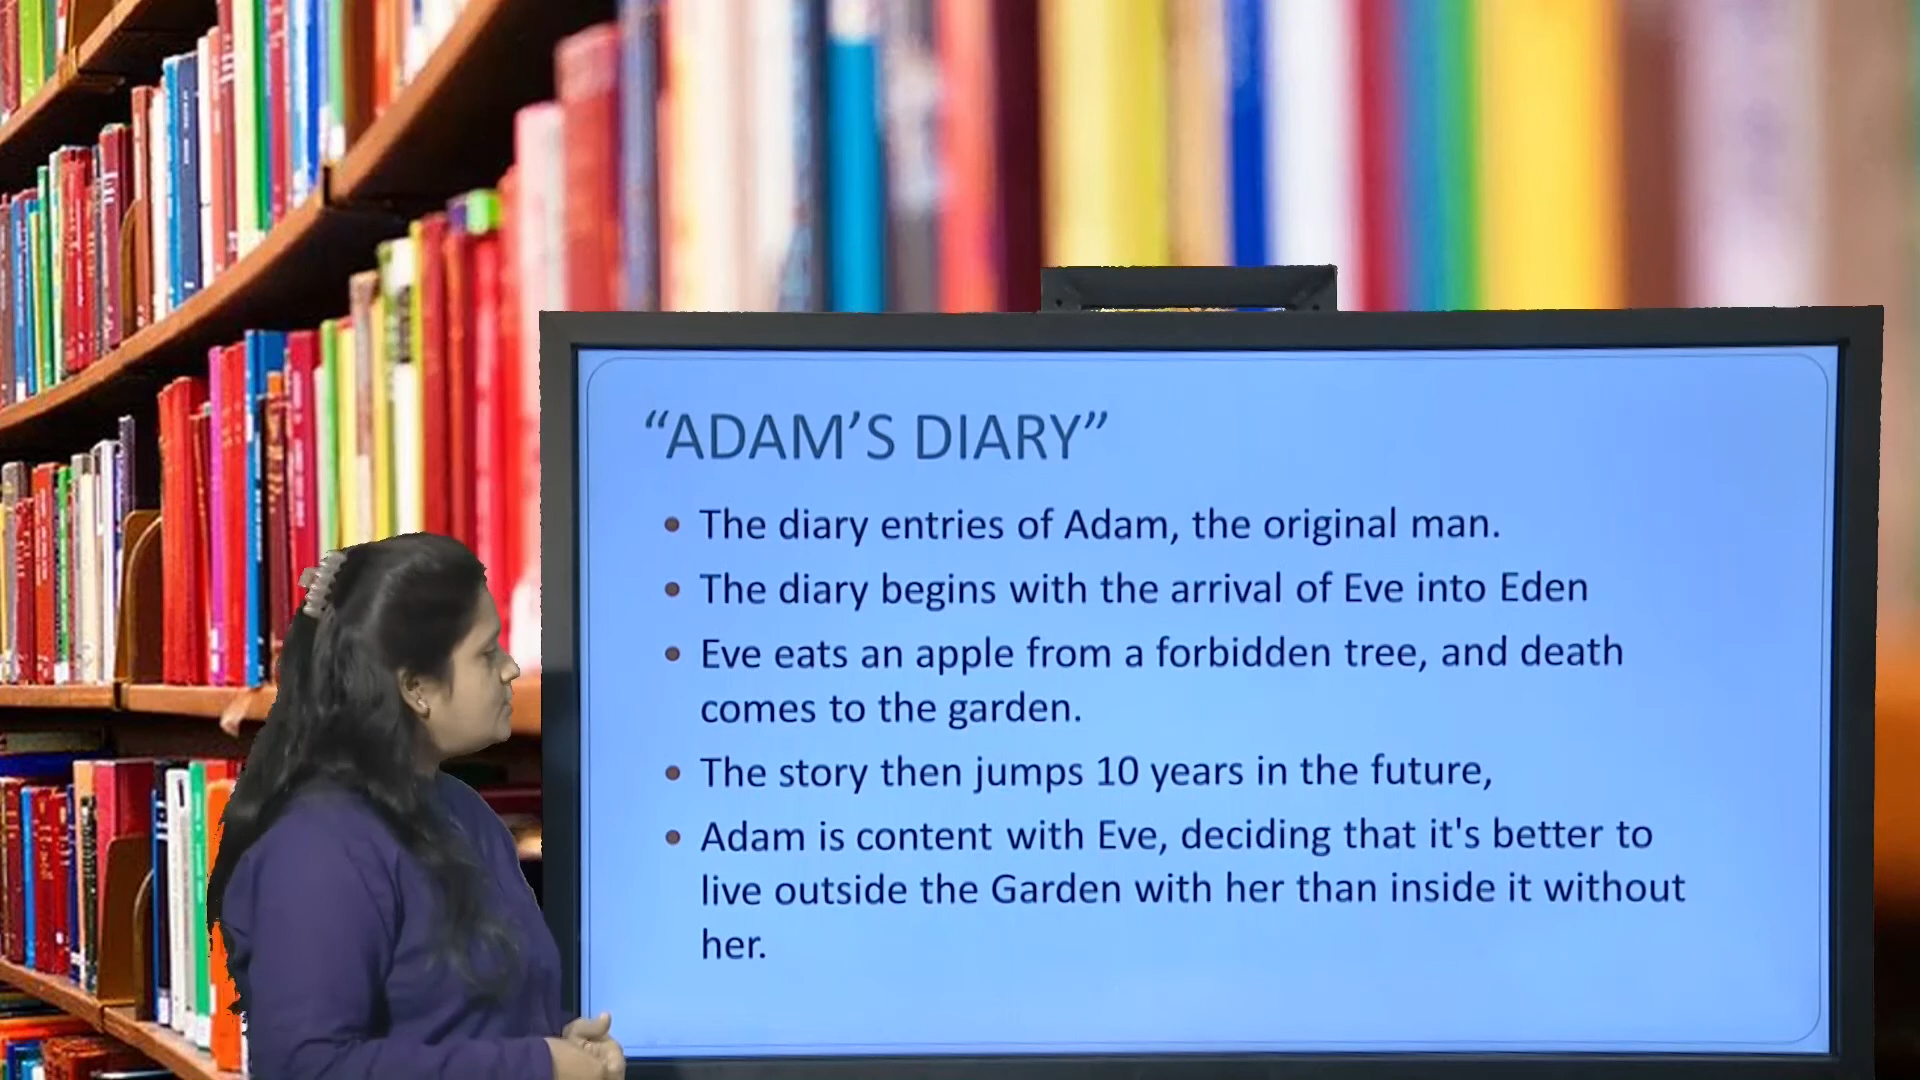 “ADAM’S DIARY”
• The diary entries of Adam, the original man.
• The diary begins with the arrival of Eve into Eden
• Eve eats an apple from a forbidden tree, and death
comes to the garden.
• The story then jumps 10 years in the future,
• Adam is content with Eve, deciding that it's better to
live outside the Garden with her than inside it without
her.